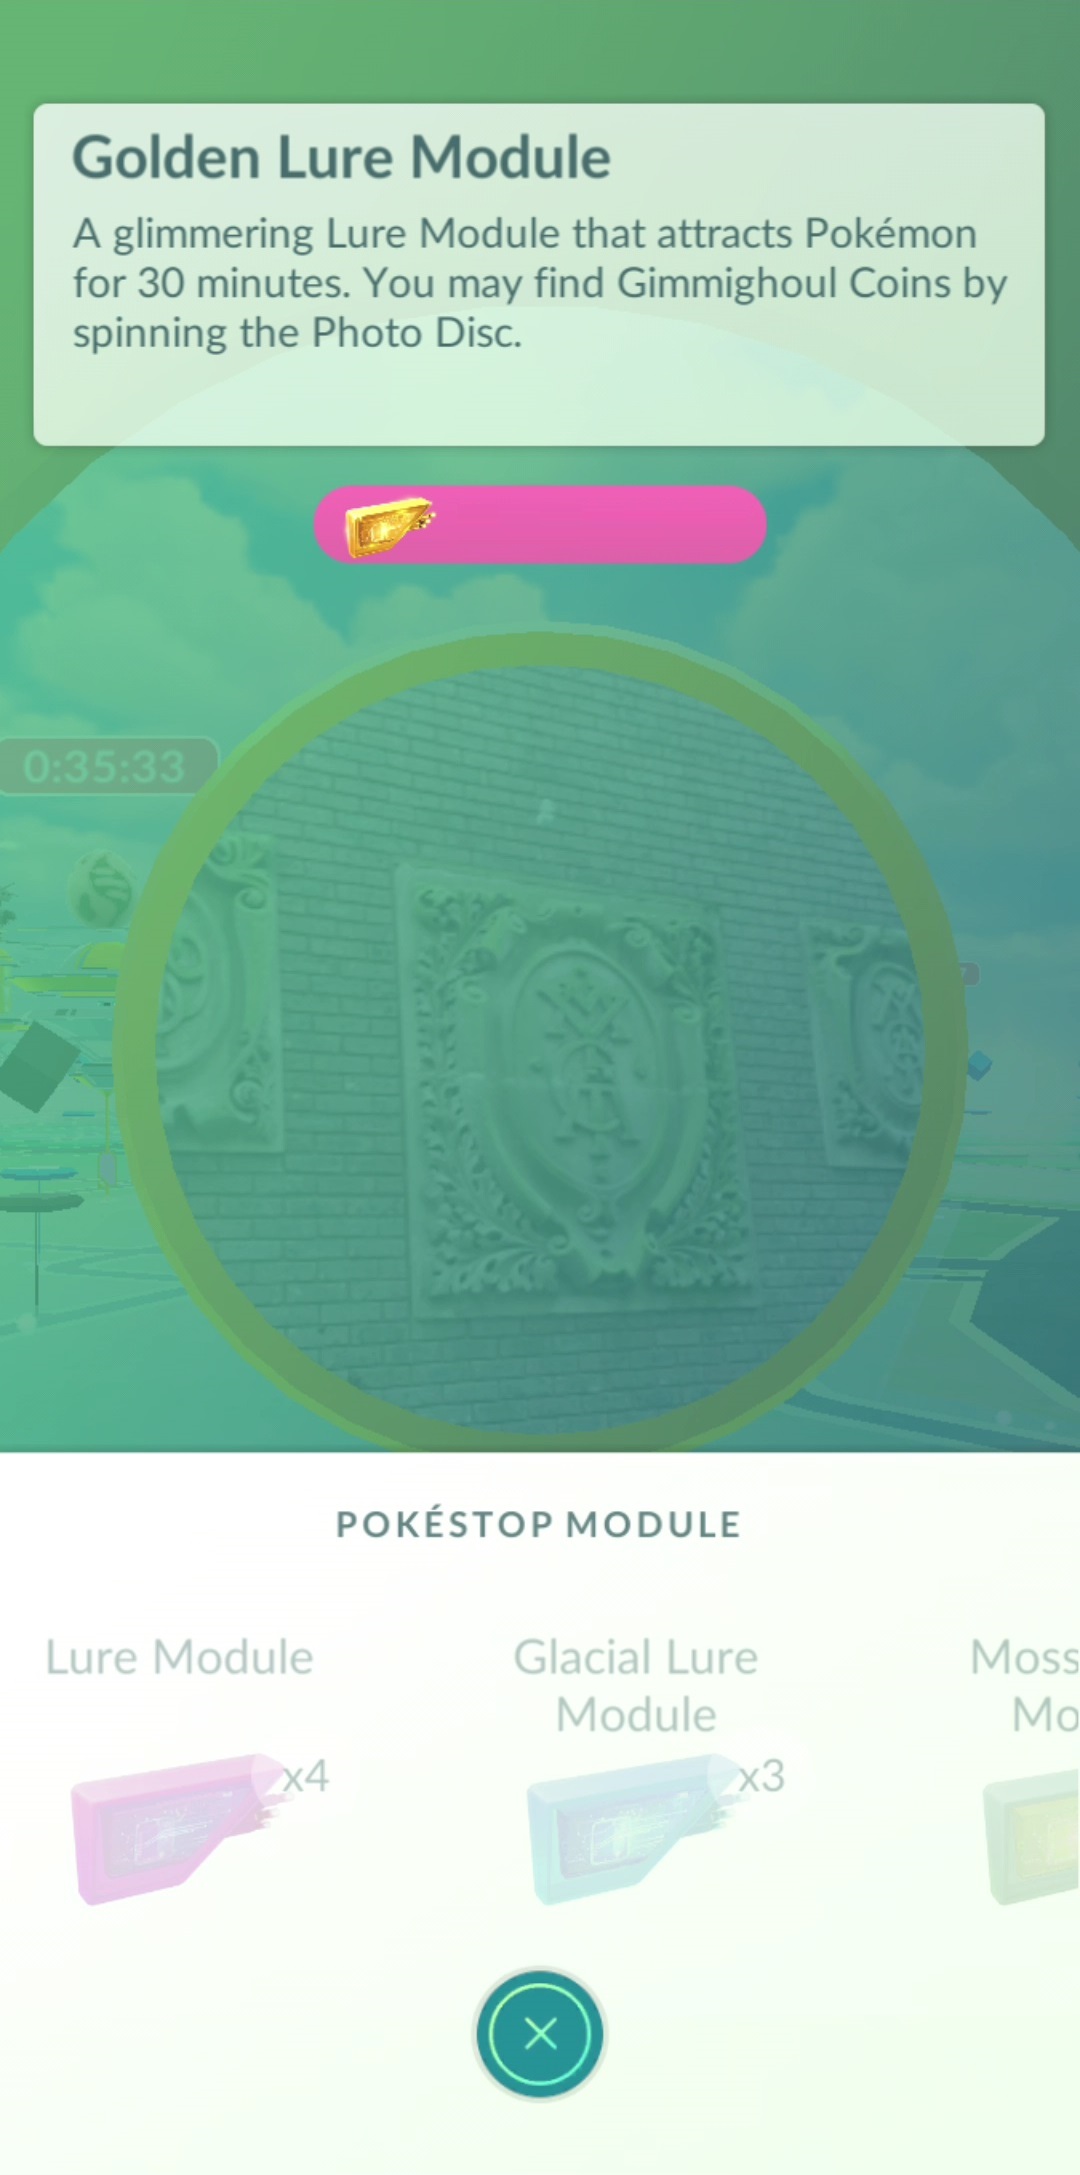 Golden Lure Module
A glimmering Lure Module that attracts Pokémon
for 30 minutes. You may find Gimmighoul Coins by
spinning the Photo Disc.
0:35:33
POKÉSTOP MODULE
Lure Module
Glacial Lure
Module
Moss
Mo
x4
x3